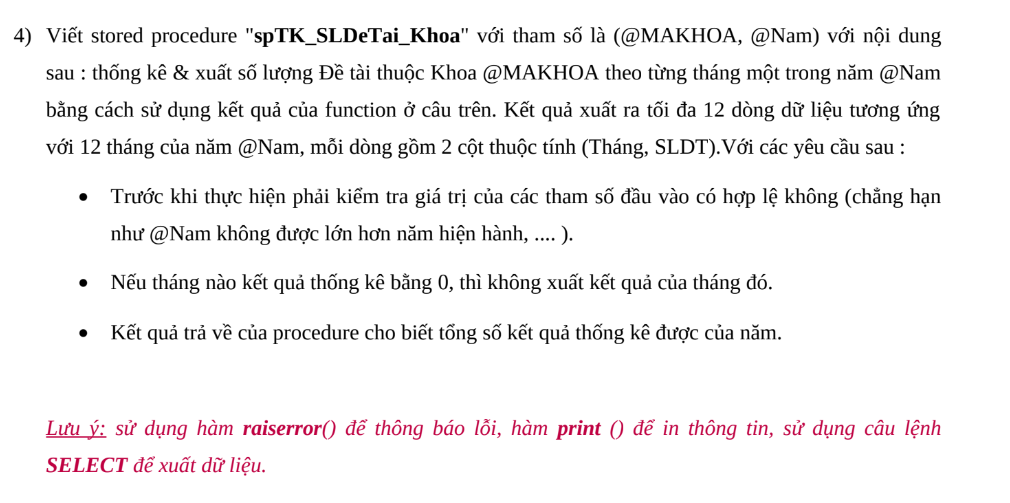 4) Viết stored procedure "spTK_SLDeTai_Khoa" với tham số là (@MAKHOA, @Nam) với nội dung
sau : thống kê & xuất số lượng Đề tài thuộc Khoa @MAKHOA theo từng tháng một trong năm @Nam
bằng cách sử dụng kết quả của function ở câu trên. Kết quả xuất ra tối đa 12 dòng dữ liệu tương ứng
với 12 tháng của năm @Nam, mỗi dòng gồm 2 cột thuộc tính (Tháng, SLDT).Với các yêu cầu sau :
• Trước khi thực hiện phải kiểm tra giá trị của các tham số đầu vào có hợp lệ không (chẳng hạn
như @Nam không được lớn hơn năm hiện hành, .... ).
• Nếu tháng nào kết quả thống kê bằng 0, thì không xuất kết quả của tháng đó.
• Kết quả trả về của procedure cho biết tổng số kết quả thống kê được của năm.
Lưu ý: sử dụng hàm raiserror() để thông báo lỗi, hàm print () để in thông tin, sử dụng câu lệnh
SELECT để xuất dữ liệu.